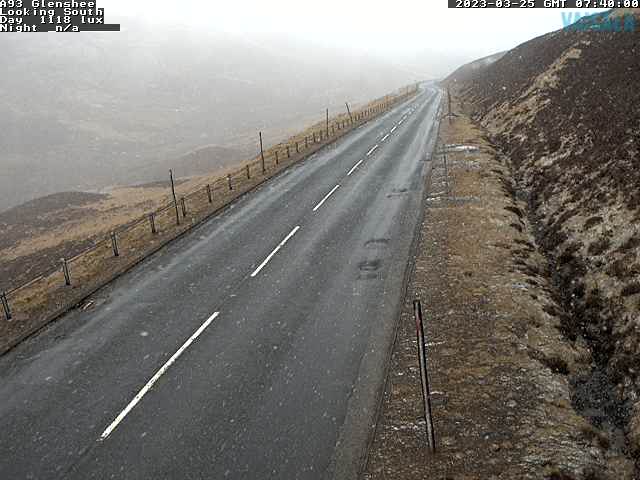 A93 Glenshee
Looking South
Day 1118 lux
Night n/a
2023-03-25 GMT 07:40:00
VAISALA